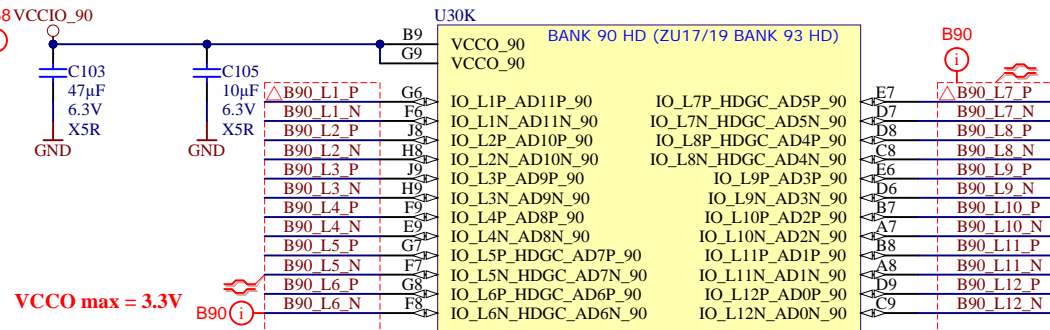 8 VCCIO_90
U30K
B9 VCCO_90 BANK 90 HD (ZU17/19 BANK 93 HD)
G9 VCCO_90
B90
i
C103
47µF
6.3V
X5R
GND
C105
10µF
6.3V
X5R
GND
B90_L1_P G6 IO_L1P_AD11P_90
B90_L1_N F6 IO_L1N_AD11N_90
B90_L2_P J8 IO_L2P_AD10P_90
B90_L2_N H8 IO_L2N_AD10N_90
B90_L3_P J9 IO_L3P_AD9P_90
B90_L3_N H9 IO_L3N_AD9N_90
B90_L4_P F9 IO_L4P_AD8P_90
B90_L4_N E9 IO_L4N_AD8N_90
B90_L5_P G7 IO_L5P_HDGC_AD7P_90
B90_L5_N F7 IO_L5N_HDGC_AD7N_90
B90_L6_P G8 IO_L6P_HDGC_AD6P_90
B90_L6_N F8 IO_L6N_HDGC_AD6N_90
IO_L7P_HDGC_AD5P_90 E7 B90_L7_P
IO_L7N_HDGC_AD5N_90 D7 B90_L7_N
IO_L8P_HDGC_AD4P_90 D8 B90_L8_P
IO_L8N_HDGC_AD4N_90 C8 B90_L8_N
IO_L9P_AD3P_90 E6 B90_L9_P
IO_L9N_AD3N_90 D6 B90_L9_N
IO_L10P_AD2P_90 B7 B90_L10_P
IO_L10N_AD2N_90 A7 B90_L10_N
IO_L11P_AD1P_90 B8 B90_L11_P
IO_L11N_AD1N_90 A8 B90_L11_N
IO_L12P_AD0P_90 D9 B90_L12_P
IO_L12N_AD0N_90 C9 B90_L12_N
VCCO max = 3.3V
B90 i